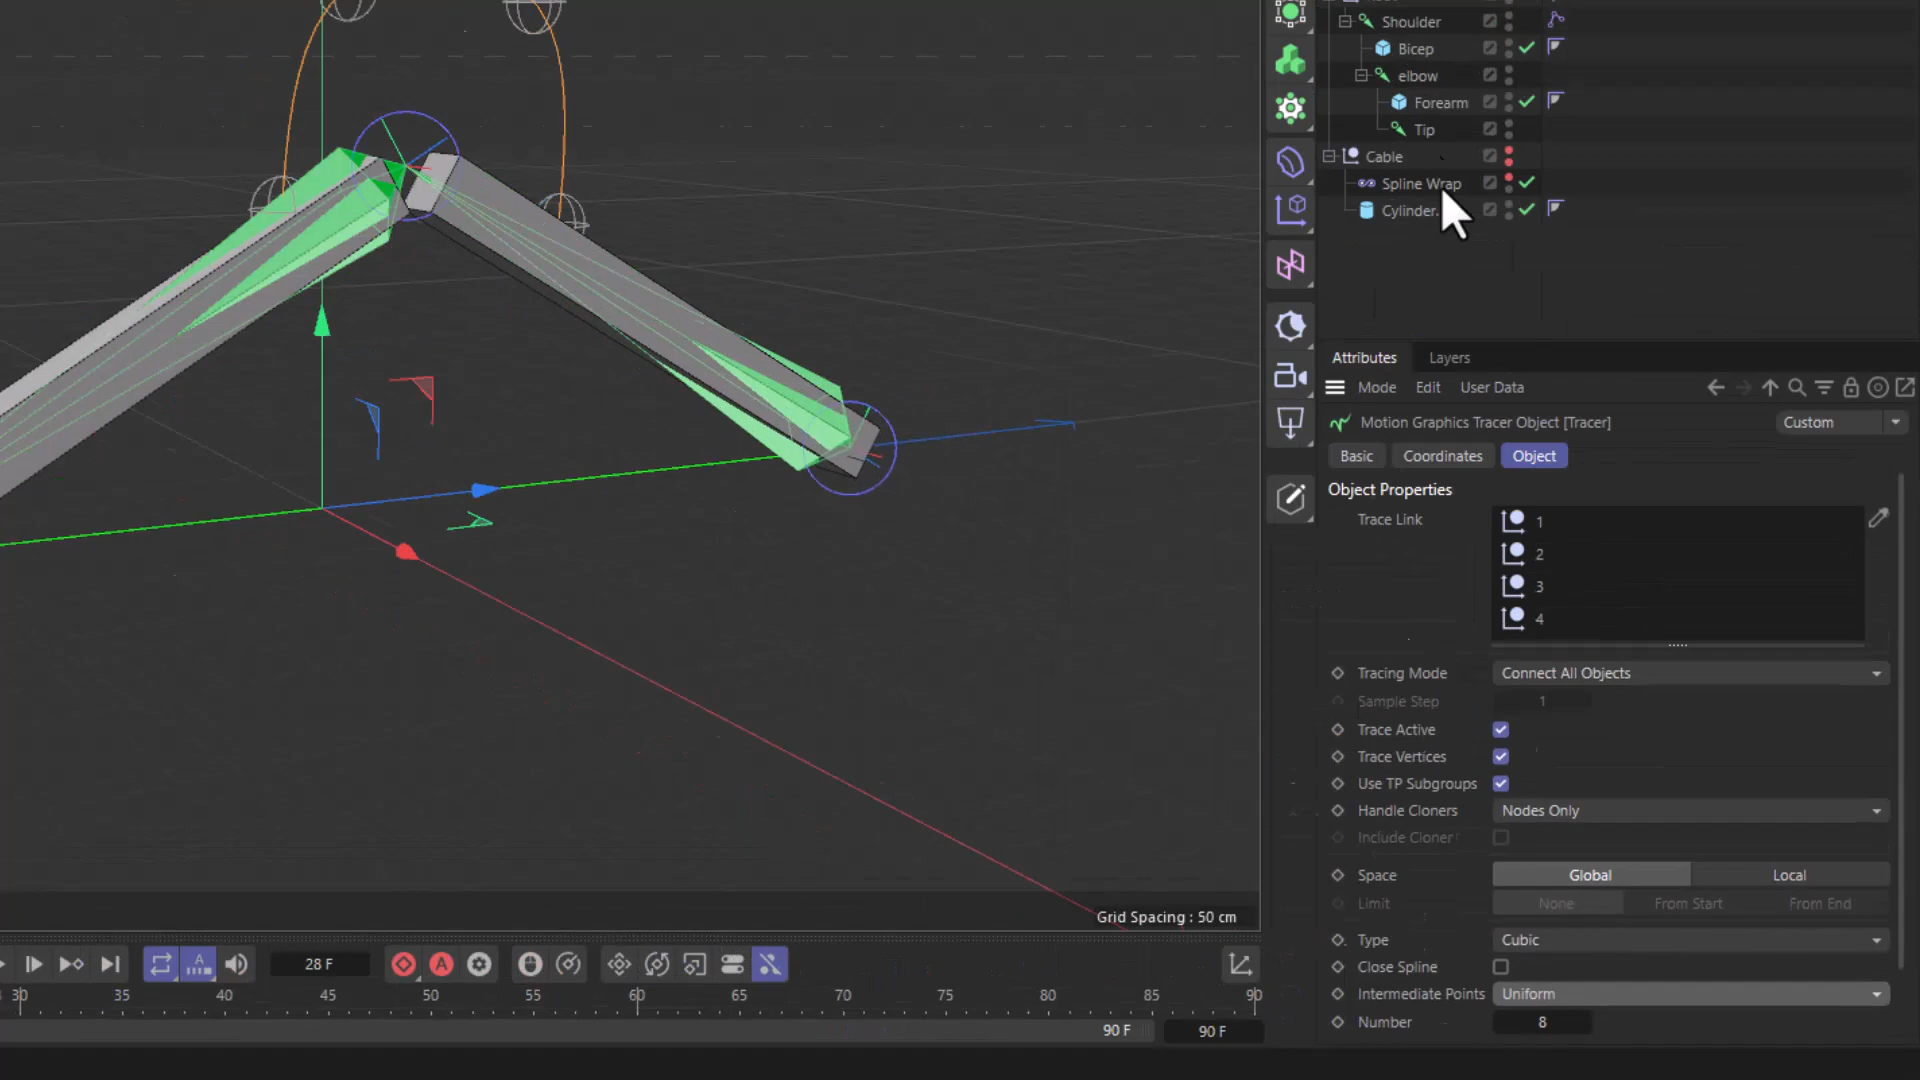 Shoulder
Bicep
elbow
Forearm
Tip
Cable
Spline Wrap
Cylinder.
Attributes Layers
Mode Edit User Data
Motion Graphics Tracer Object [Tracer] Custom
Basic Coordinates Object
Object Properties
Trace Link 1
2
3
4
Tracing Mode Connect All Objects
Sample Step 1
Trace Active
Trace Vertices
Use TP Subgroups
Handle Cloners Nodes Only
Include Cloner
Space Global Local
Limit None From Start From End
Type Cubic
Close Spline
Intermediate Points Uniform
Number 8
Grid Spacing : 50 cm
28 F
30 35 40 45 50 55 60 65 70 75 80 85 90
90 F 90 F